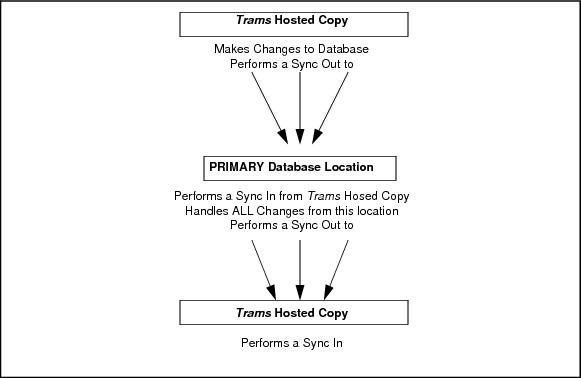 Trams Hosted Copy
Makes Changes to Database
Performs a Sync Out to
PRIMARY Database Location
Performs a Sync In from Trams Hosed Copy
Handles ALL Changes from this location
Performs a Sync Out to
Trams Hosted Copy
Performs a Sync In